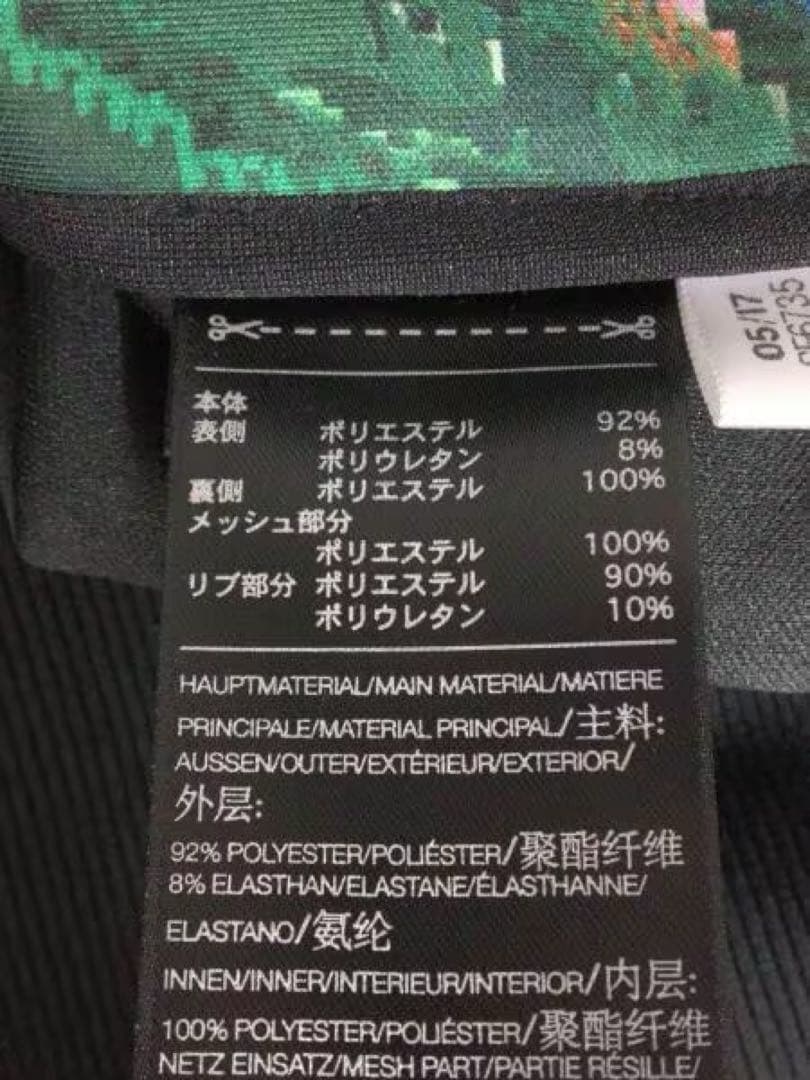 本体
表側 ポリエステル 92%
ポリウレタン 8%
裏側 ポリエステル 100%
メッシュ部分
ポリエステル 100%
リブ部分 ポリエステル 90%
ポリウレタン 10%
HAUPTMATERIAL/MAIN MATERIAL/MATIERE
PRINCIPALE/MATERIAL PRINCIPAL/主料:
AUSSEN/OUTER/EXTÉRIEUR/EXTERIOR/
外层:
92% POLYESTER/POLIÉSTER/聚酯纤维
8% ELASTHAN/ELASTANE/ÉLASTHANNE/
ELASTANO/氨纶
INNEN/INNER/INTERIEUR/INTERIOR/内层:
100% POLYESTER/POLIÉSTER/聚酯纤维
NETZ EINSATZ/MESH PART/PARTIE RÉSILLE/
05/17